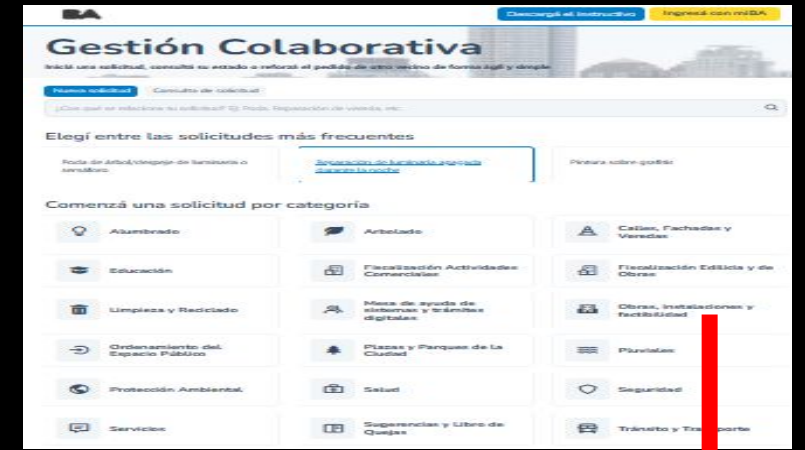 BA
Descargá el instructivo
Ingresá con miBA
Gestión Colaborativa
Iniciá una solicitud, consultá su estado o reforzá el pedido de otro vecino de forma ágil y simple
Nueva solicitud
Consulta de solicitud
¿Con qué se relaciona tu solicitud? Ej: Poda, Reparación de vereda, etc.
Elegí entre las solicitudes más frecuentes
Poda de árbol/despeje de luminaria o
semáforo
Reparación de luminaria apagada
durante la noche
Pintura sobre grafitis
Comenzá una solicitud por categoría
Alumbrado
Arbolado
Calles, Fachadas y
Veredas
Educación
Fiscalización Actividades
Comerciales
Fiscalización Edilicia y de
Obras
Limpieza y Reciclado
Mesa de ayuda de
sistemas y trámites
digitales
Obras, instalaciones y
factibilidad
Ordenamiento del
Espacio Público
Plazas y Parques de la
Ciudad
Pluviales
Protección Ambiental
Salud
Seguridad
Servicios
Sugerencias y Libro de
Quejas
Tránsito y Transporte